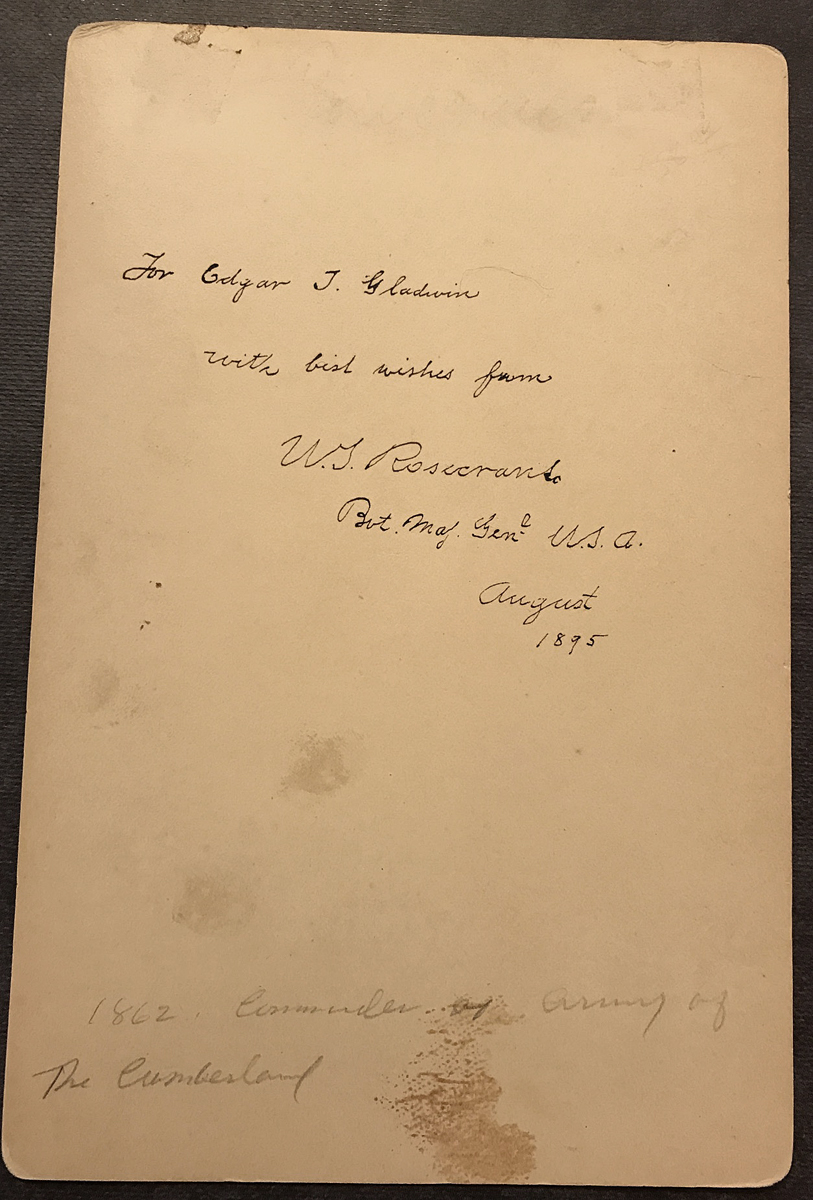 For Edgar T. Gladwin
with best wishes from
W.S. Rosecrans
Bvt. Maj. Genl U.S.A.
August
1895
1862. Commander of Army of
The Cumberland